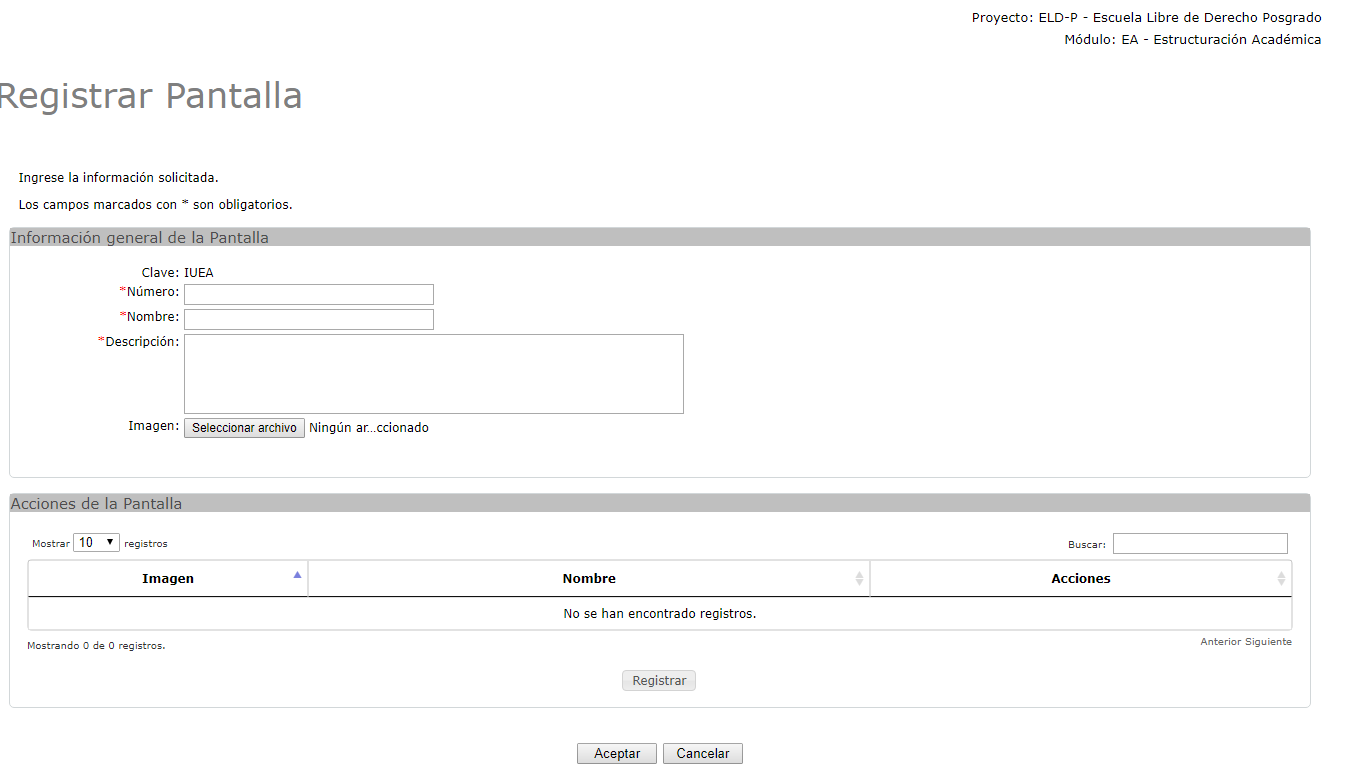 Proyecto: ELD-P - Escuela Libre de Derecho Posgrado
Módulo: EA - Estructuración Académica
Registrar Pantalla
Ingrese la información solicitada.
Los campos marcados con * son obligatorios.
Información general de la Pantalla
Clave: IUEA
*Número:
*Nombre:
*Descripción:
Imagen: Seleccionar archivo Ningún ar...ccionado
Acciones de la Pantalla
Mostrar 10 registros Buscar:
Imagen Nombre Acciones
No se han encontrado registros.
Mostrando 0 de 0 registros. Anterior Siguiente
Registrar
Aceptar Cancelar